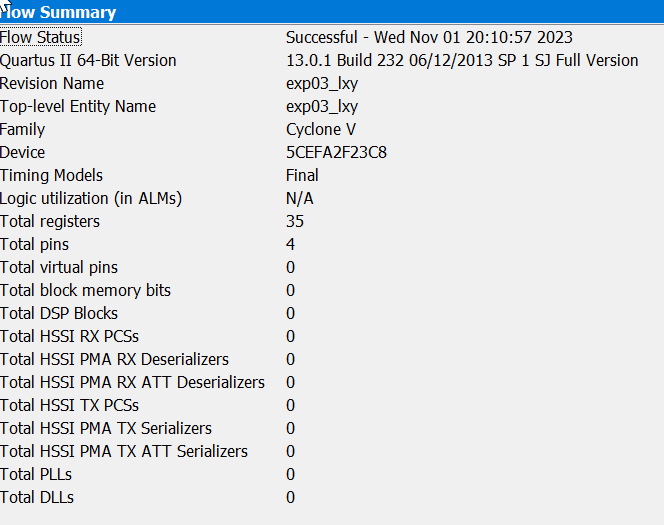 Flow Summary
Flow Status Successful - Wed Nov 01 20:10:57 2023
Quartus II 64-Bit Version 13.0.1 Build 232 06/12/2013 SP 1 SJ Full Version
Revision Name exp03_lxy
Top-level Entity Name exp03_lxy
Family Cyclone V
Device 5CEFA2F23C8
Timing Models Final
Logic utilization (in ALMs) N/A
Total registers 35
Total pins 4
Total virtual pins 0
Total block memory bits 0
Total DSP Blocks 0
Total HSSI RX PCSs 0
Total HSSI PMA RX Deserializers 0
Total HSSI PMA RX ATT Deserializers 0
Total HSSI TX PCSs 0
Total HSSI PMA TX Serializers 0
Total HSSI PMA TX ATT Serializers 0
Total PLLs 0
Total DLLs 0